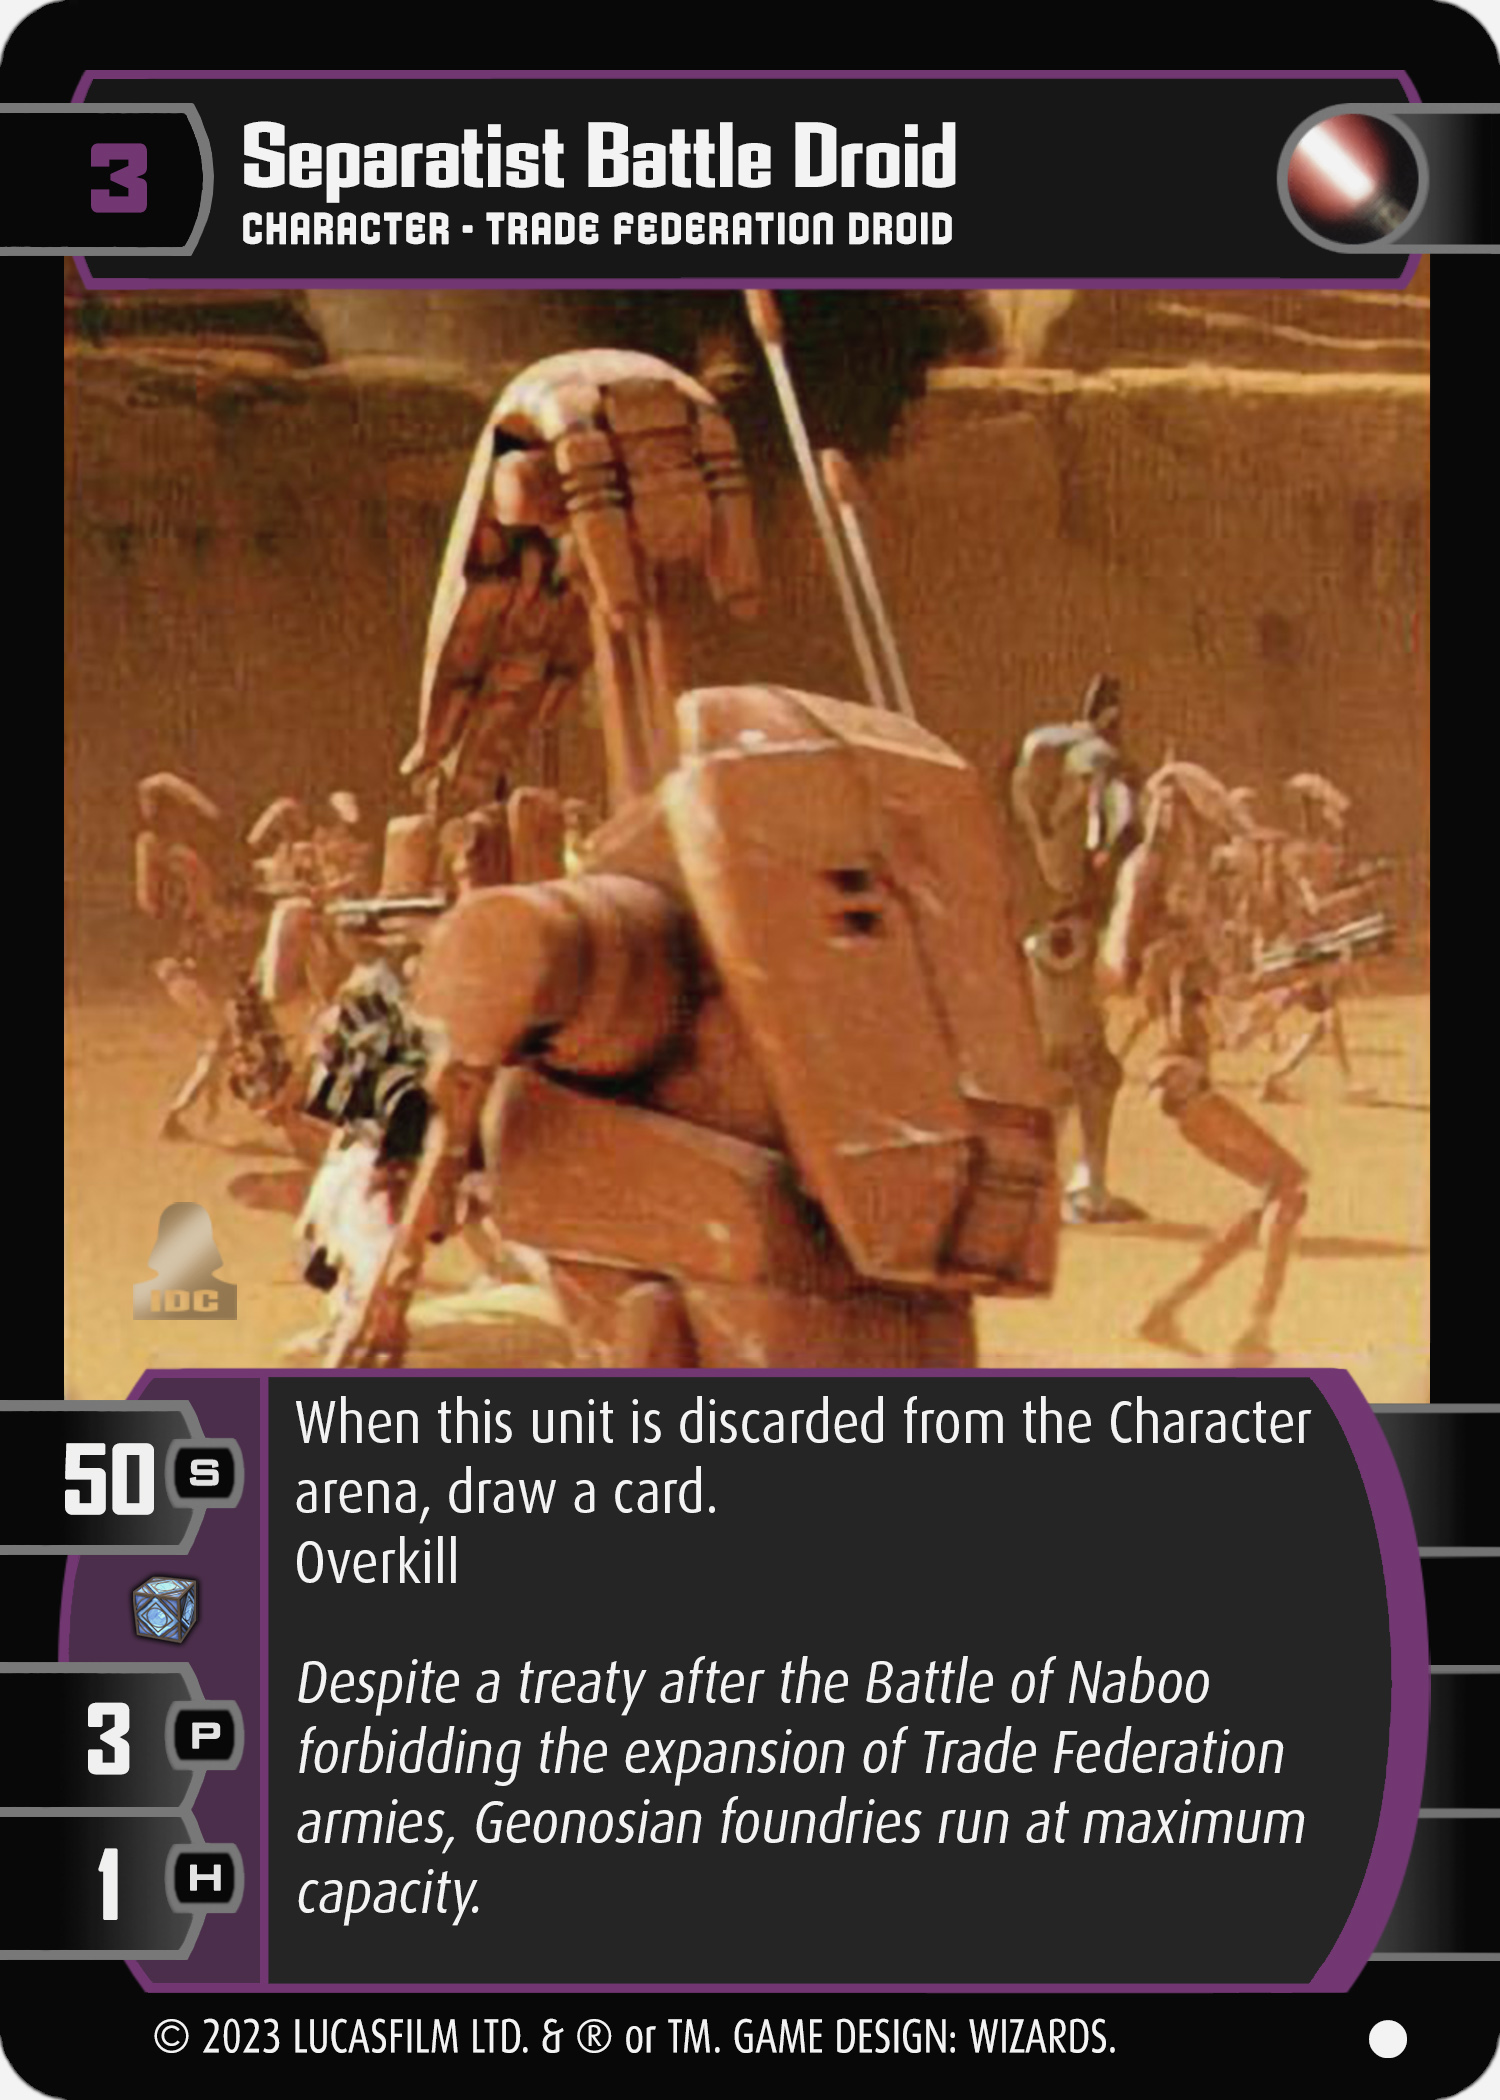 3
Separatist Battle Droid
CHARACTER - TRADE FEDERATION DROID
IDC
50 S
3 P
1 H
When this unit is discarded from the Character
arena, draw a card.
Overkill
Despite a treaty after the Battle of Naboo
forbidding the expansion of Trade Federation
armies, Geonosian foundries run at maximum
capacity.
© 2023 LUCASFILM LTD. & ® or TM. GAME DESIGN: WIZARDS.